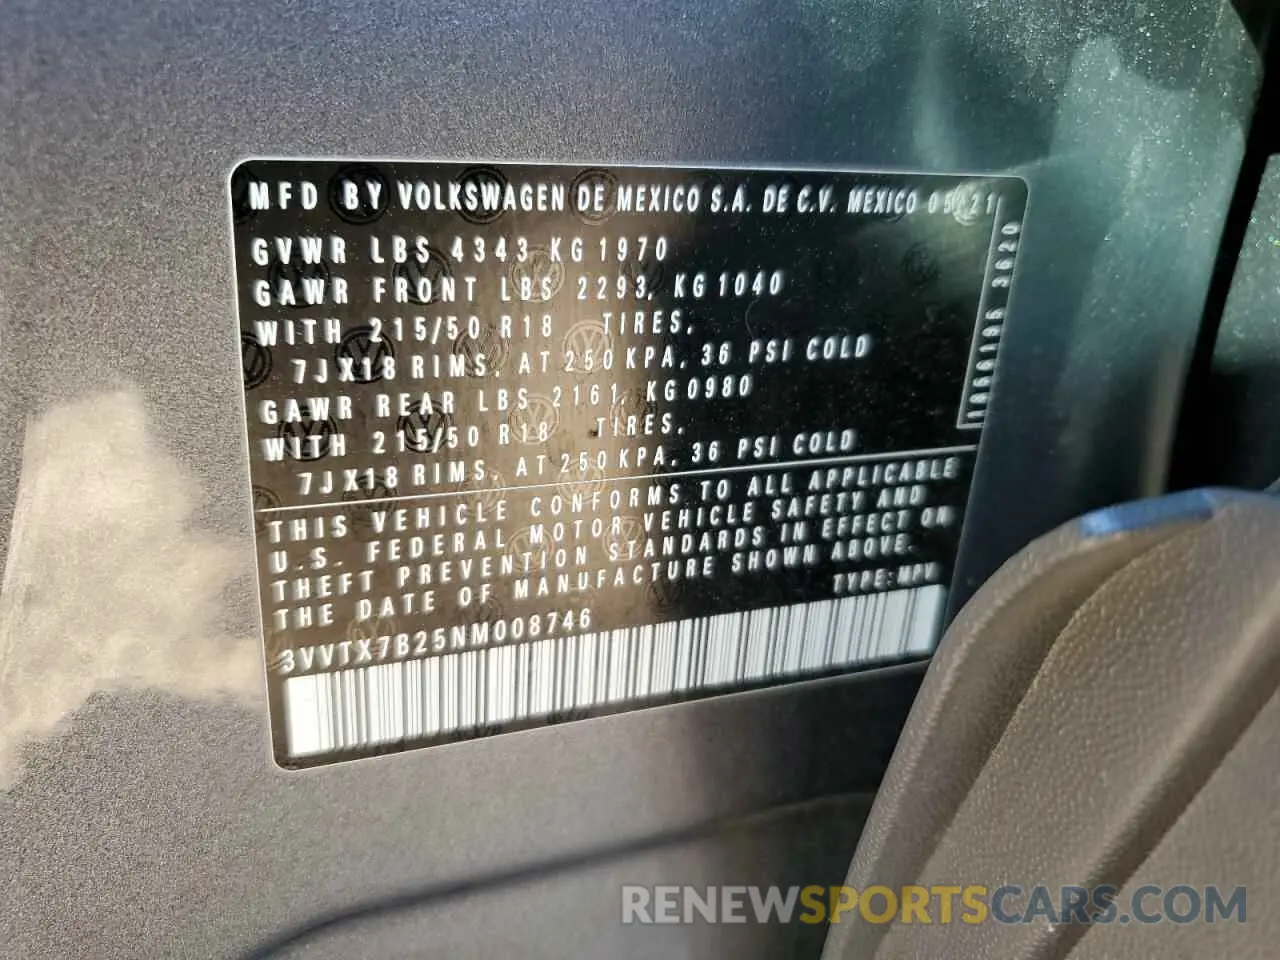 MFD BY VOLKSWAGEN DE MEXICO S.A. DE C.V. MEXICO 05/21
GVWR LBS 4343 KG 1970
GAWR FRONT LBS 2293, KG 1040
WITH 215/50 R18 TIRES,
7JX18 RIMS, AT 250 KPA, 36 PSI COLD
GAWR REAR LBS 2161, KG 0980
WITH 215/50 R18 TIRES,
7JX18 RIMS, AT 250 KPA, 36 PSI COLD
THIS VEHICLE CONFORMS TO ALL APPLICABLE
U.S. FEDERAL MOTOR VEHICLE SAFETY AND
THEFT PREVENTION STANDARDS IN EFFECT ON
THE DATE OF MANUFACTURE SHOWN ABOVE.
TYPE: MPV
3VVTX7B25NM008746
3620
RENEWSPORTSCARS.COM